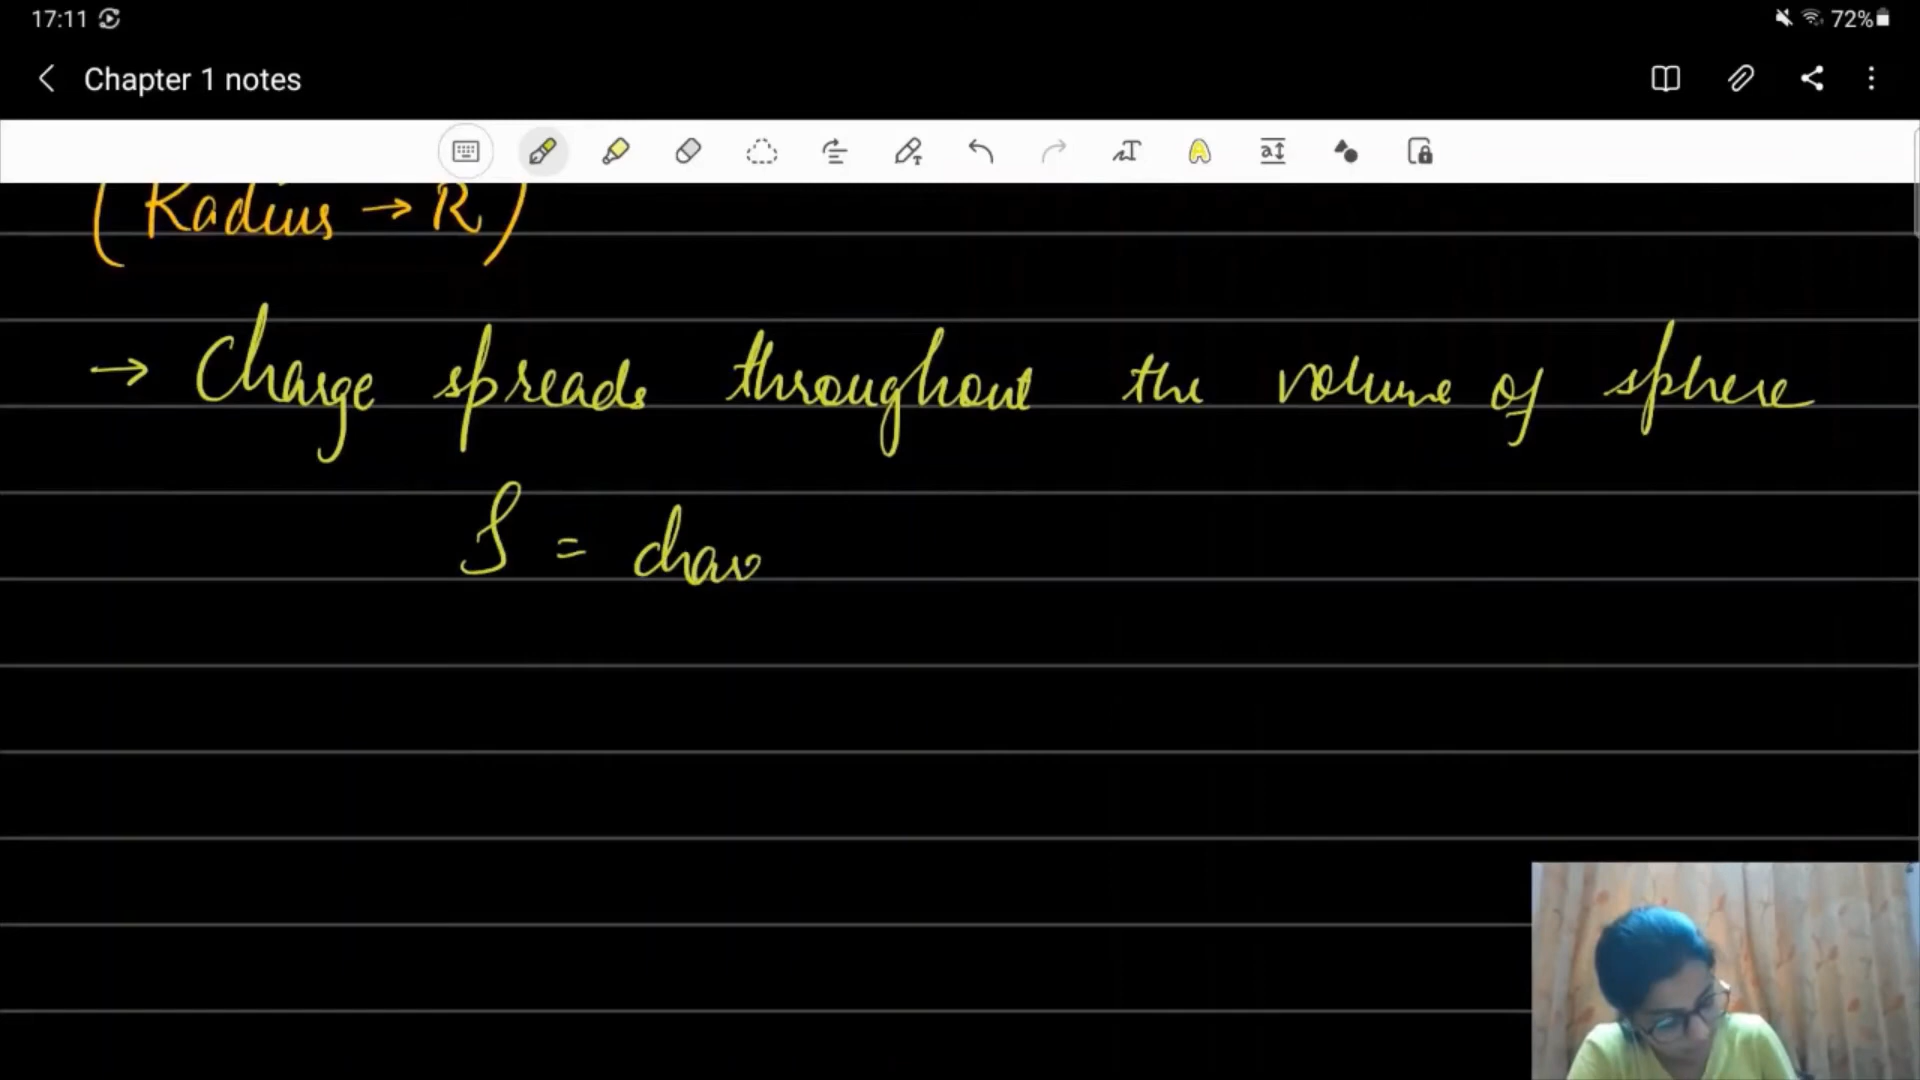 17:11 72%
Chapter 1 notes
(Radius → R)
→ Charge spreads throughout the volume of sphere
ρ = char